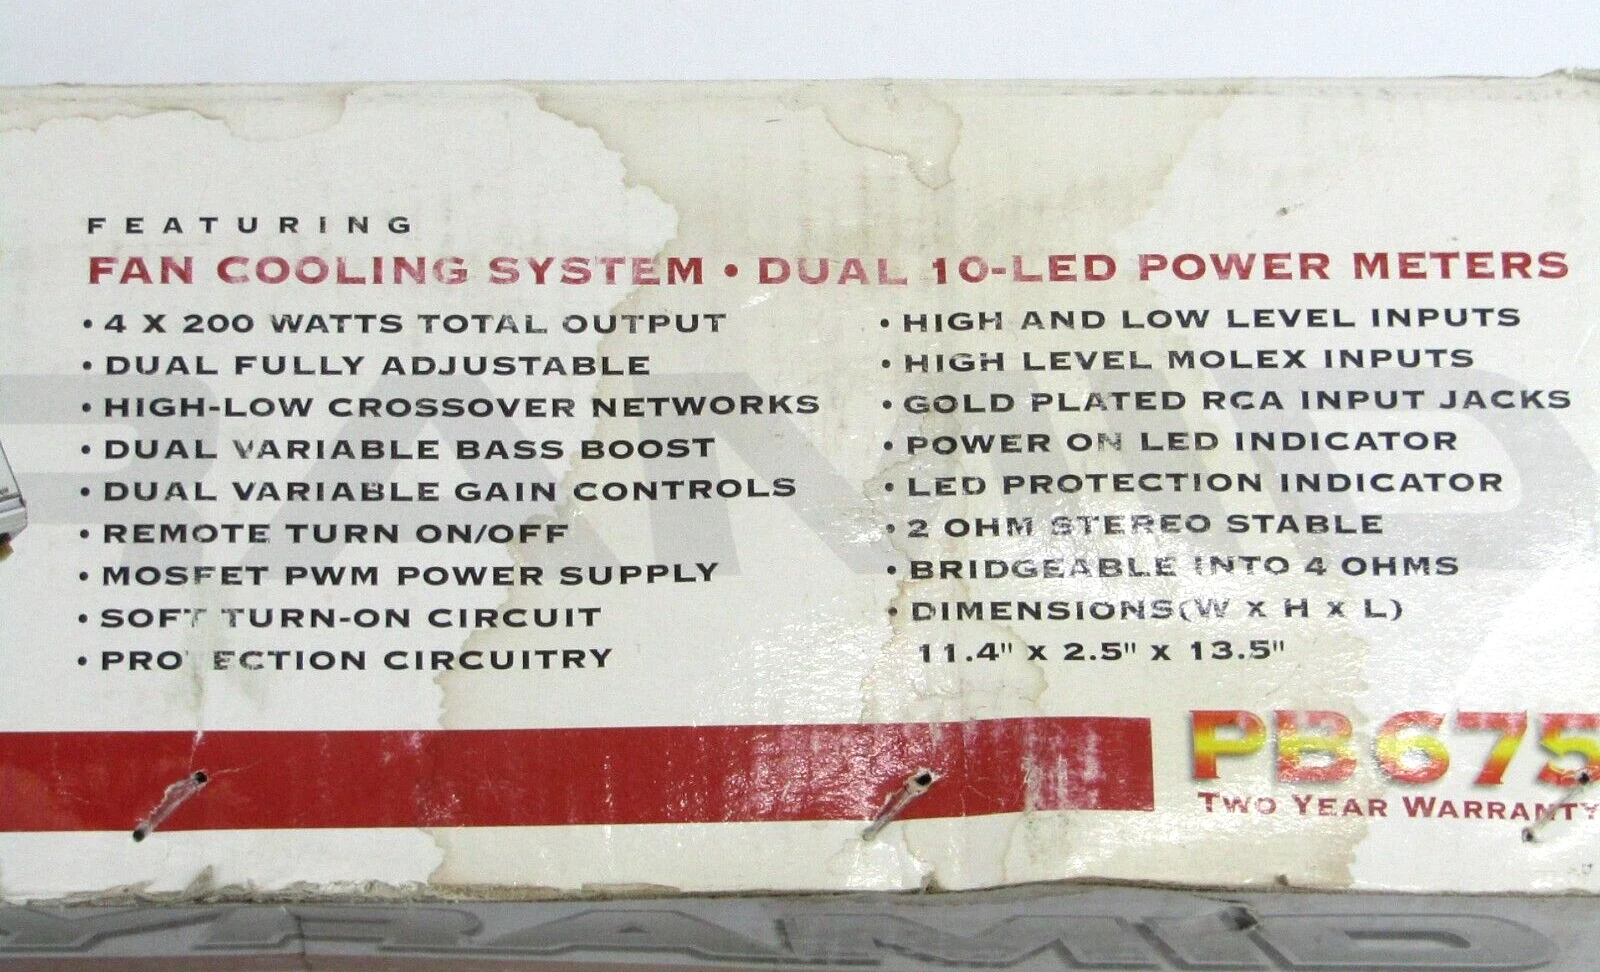 FEATURING
FAN COOLING SYSTEM • DUAL 10-LED POWER METERS
• 4 X 200 WATTS TOTAL OUTPUT
• DUAL FULLY ADJUSTABLE
• HIGH-LOW CROSSOVER NETWORKS
• DUAL VARIABLE BASS BOOST
• DUAL VARIABLE GAIN CONTROLS
• REMOTE TURN ON/OFF
• MOSFET PWM POWER SUPPLY
• SOFT TURN-ON CIRCUIT
• PROTECTION CIRCUITRY
• HIGH AND LOW LEVEL INPUTS
• HIGH LEVEL MOLEX INPUTS
• GOLD PLATED RCA INPUT JACKS
• POWER ON LED INDICATOR
• LED PROTECTION INDICATOR
• 2 OHM STEREO STABLE
• BRIDGEABLE INTO 4 OHMS
• DIMENSIONS(W X H X L)
11.4" X 2.5" X 13.5"
PB675
TWO YEAR WARRANTY
YRAMID